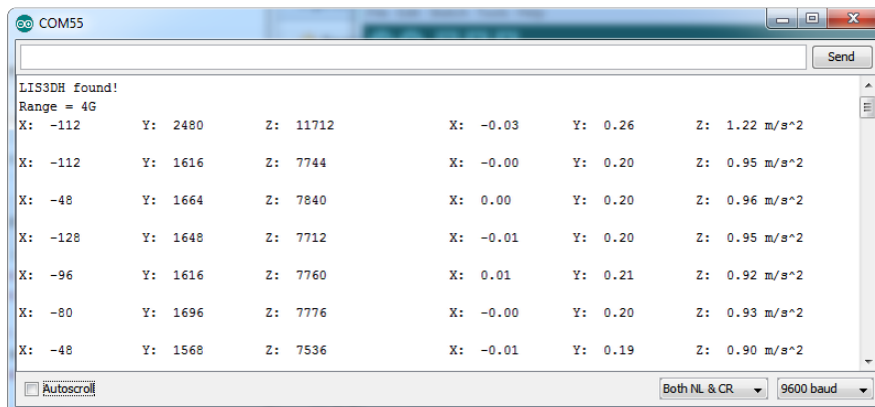 COM55
Send
LIS3DH found!
Range = 4G
X: -112 Y: 2480 Z: 11712 X: -0.03 Y: 0.26 Z: 1.22 m/s^2
X: -112 Y: 1616 Z: 7744 X: -0.00 Y: 0.20 Z: 0.95 m/s^2
X: -48 Y: 1664 Z: 7840 X: 0.00 Y: 0.20 Z: 0.96 m/s^2
X: -128 Y: 1648 Z: 7712 X: -0.01 Y: 0.20 Z: 0.95 m/s^2
X: -96 Y: 1616 Z: 7760 X: 0.01 Y: 0.21 Z: 0.92 m/s^2
X: -80 Y: 1696 Z: 7776 X: -0.00 Y: 0.20 Z: 0.93 m/s^2
X: -48 Y: 1568 Z: 7536 X: -0.01 Y: 0.19 Z: 0.90 m/s^2
Autoscroll Both NL & CR 9600 baud